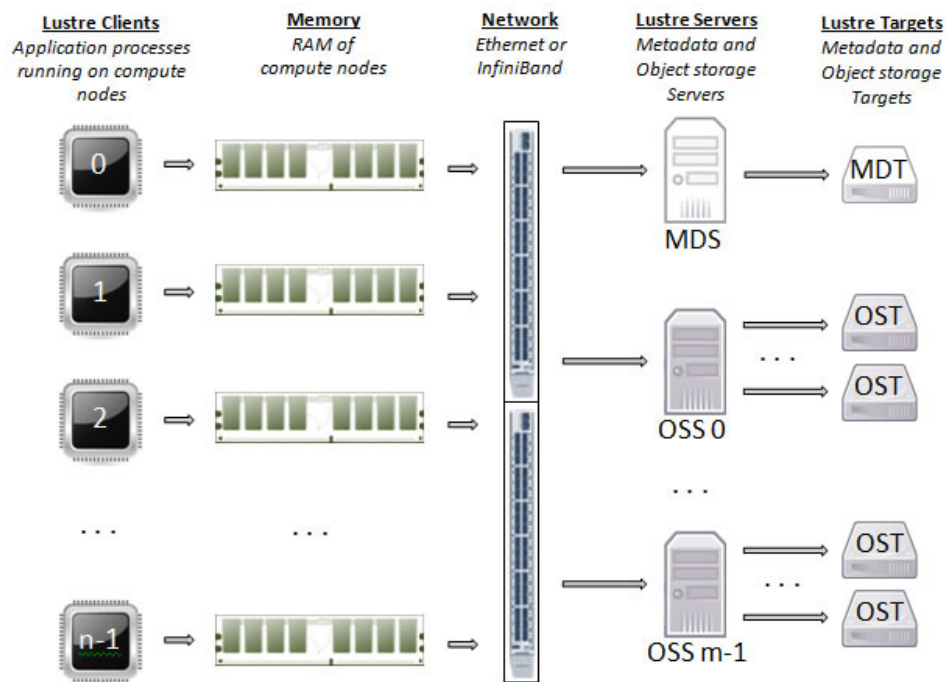 Lustre Clients
Application processes
running on compute
nodes
Memory
RAM of
compute nodes
Network
Ethernet or
InfiniBand
Lustre Servers
Metadata and
Object storage
Servers
Lustre Targets
Metadata and
Object storage
Targets
0
MDS
MDT
1
OST
. . .
OST
2
OSS 0
. . .
. . .
. . .
OST
. . .
OST
n-1
OSS m-1